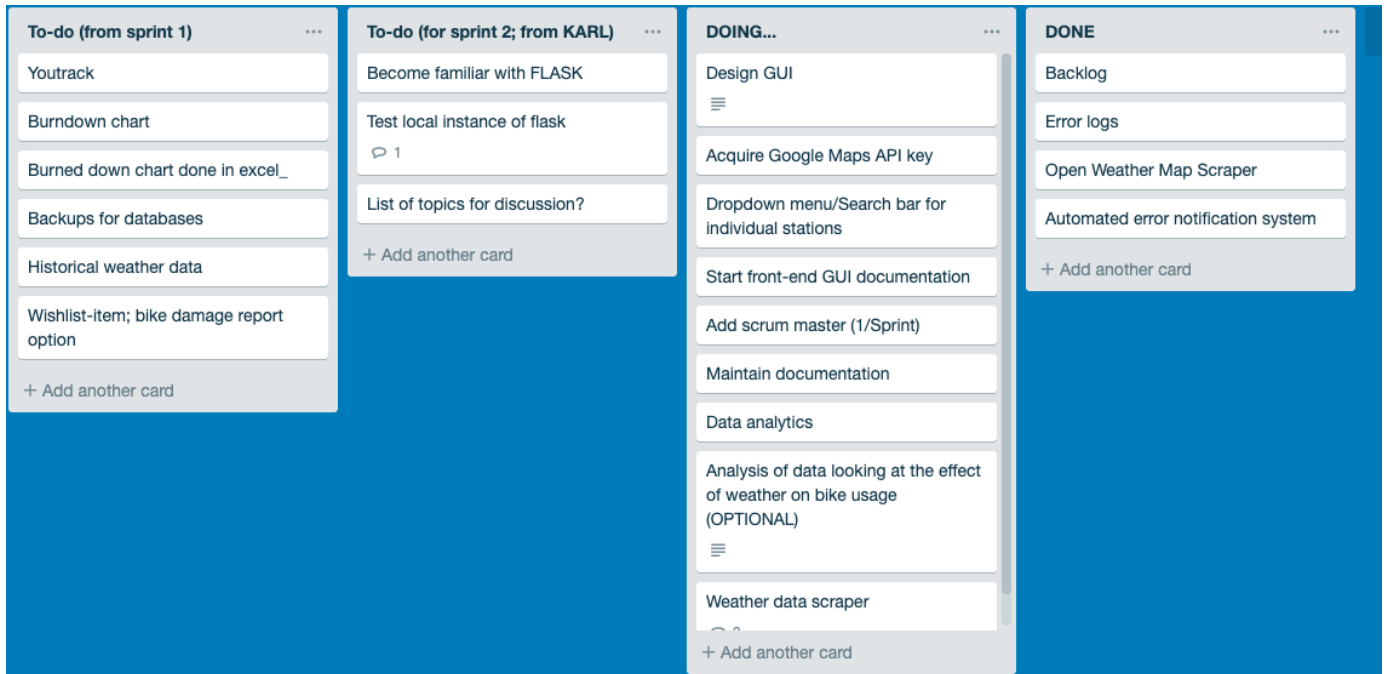 To-do (from sprint 1)
Youtrack
Burndown chart
Burned down chart done in excel_
Backups for databases
Historical weather data
Wishlist-item; bike damage report
option
+ Add another card
To-do (for sprint 2; from KARL)
Become familiar with FLASK
Test local instance of flask
1
List of topics for discussion?
+ Add another card
DOING...
Design GUI
Acquire Google Maps API key
Dropdown menu/Search bar for
individual stations
Start front-end GUI documentation
Add scrum master (1/Sprint)
Maintain documentation
Data analytics
Analysis of data looking at the effect
of weather on bike usage
(OPTIONAL)
Weather data scraper
+ Add another card
DONE
Backlog
Error logs
Open Weather Map Scraper
Automated error notification system
+ Add another card